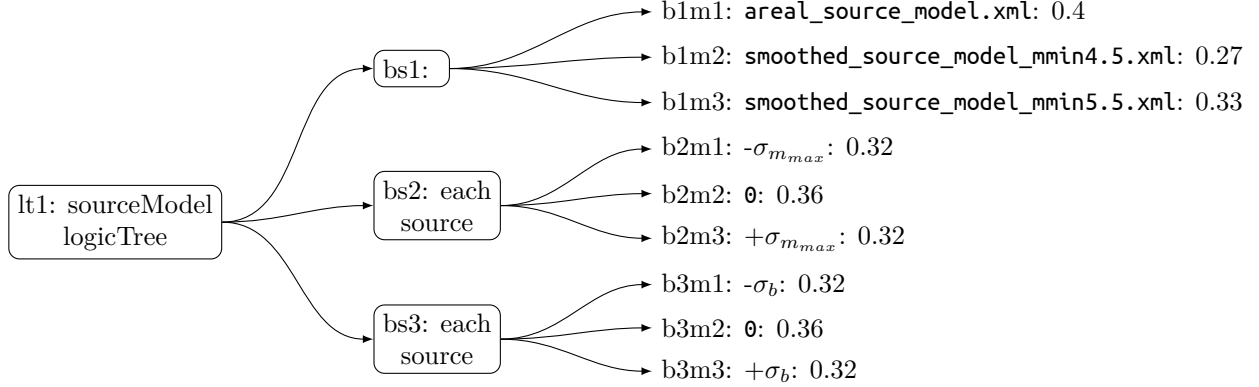 lt1: sourceModel
logicTree
bs1:
b1m1: areal_source_model.xml: 0.4
b1m2: smoothed_source_model_mmin4.5.xml: 0.27
b1m3: smoothed_source_model_mmin5.5.xml: 0.33
bs2: each
source
b2m1: -σ_{m_{max}}: 0.32
b2m2: 0: 0.36
b2m3: +σ_{m_{max}}: 0.32
bs3: each
source
b3m1: -σ_b: 0.32
b3m2: 0: 0.36
b3m3: +σ_b: 0.32